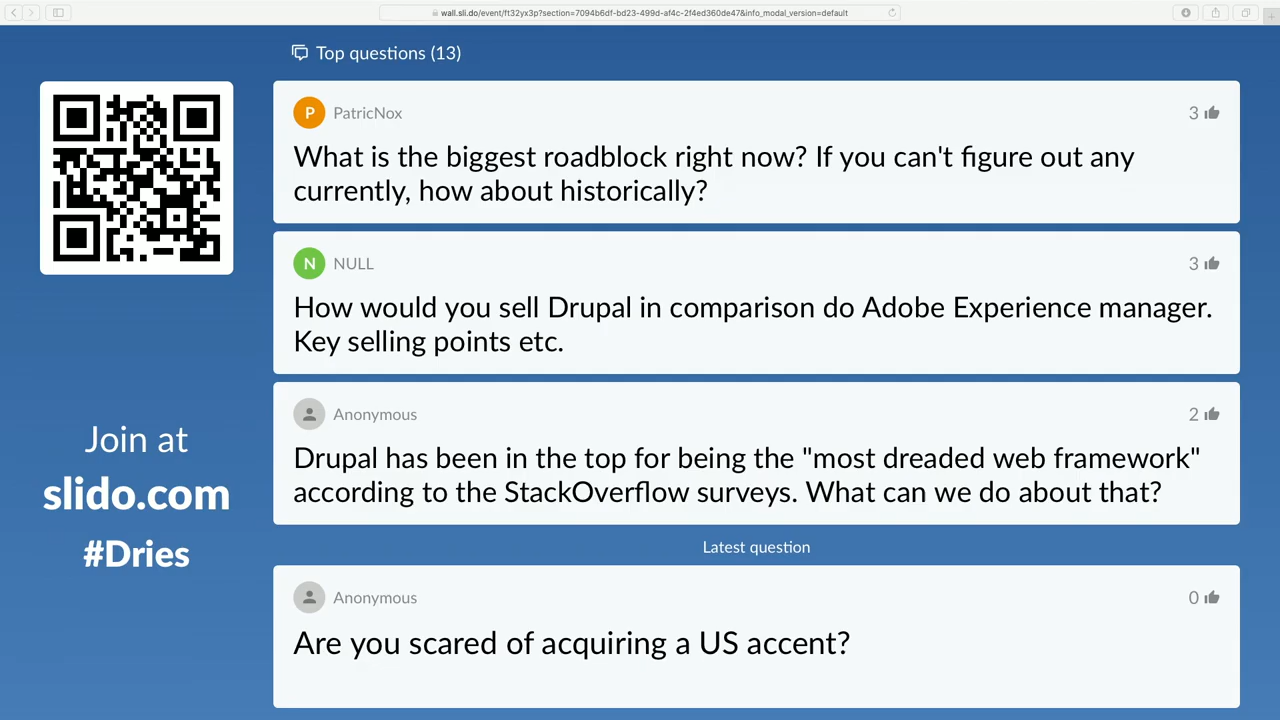 wall.sli.do/event/ft32yx3p?section=7094b6df-bd23-499d-af4c-2f4ed360de47&info_modal_version=default
Top questions (13)
P PatricNox 3
What is the biggest roadblock right now? If you can't figure out any
currently, how about historically?
N NULL 3
How would you sell Drupal in comparison do Adobe Experience manager.
Key selling points etc.
Anonymous 2
Drupal has been in the top for being the "most dreaded web framework"
according to the StackOverflow surveys. What can we do about that?
Latest question
Anonymous 0
Are you scared of acquiring a US accent?
Join at
slido.com
#Dries